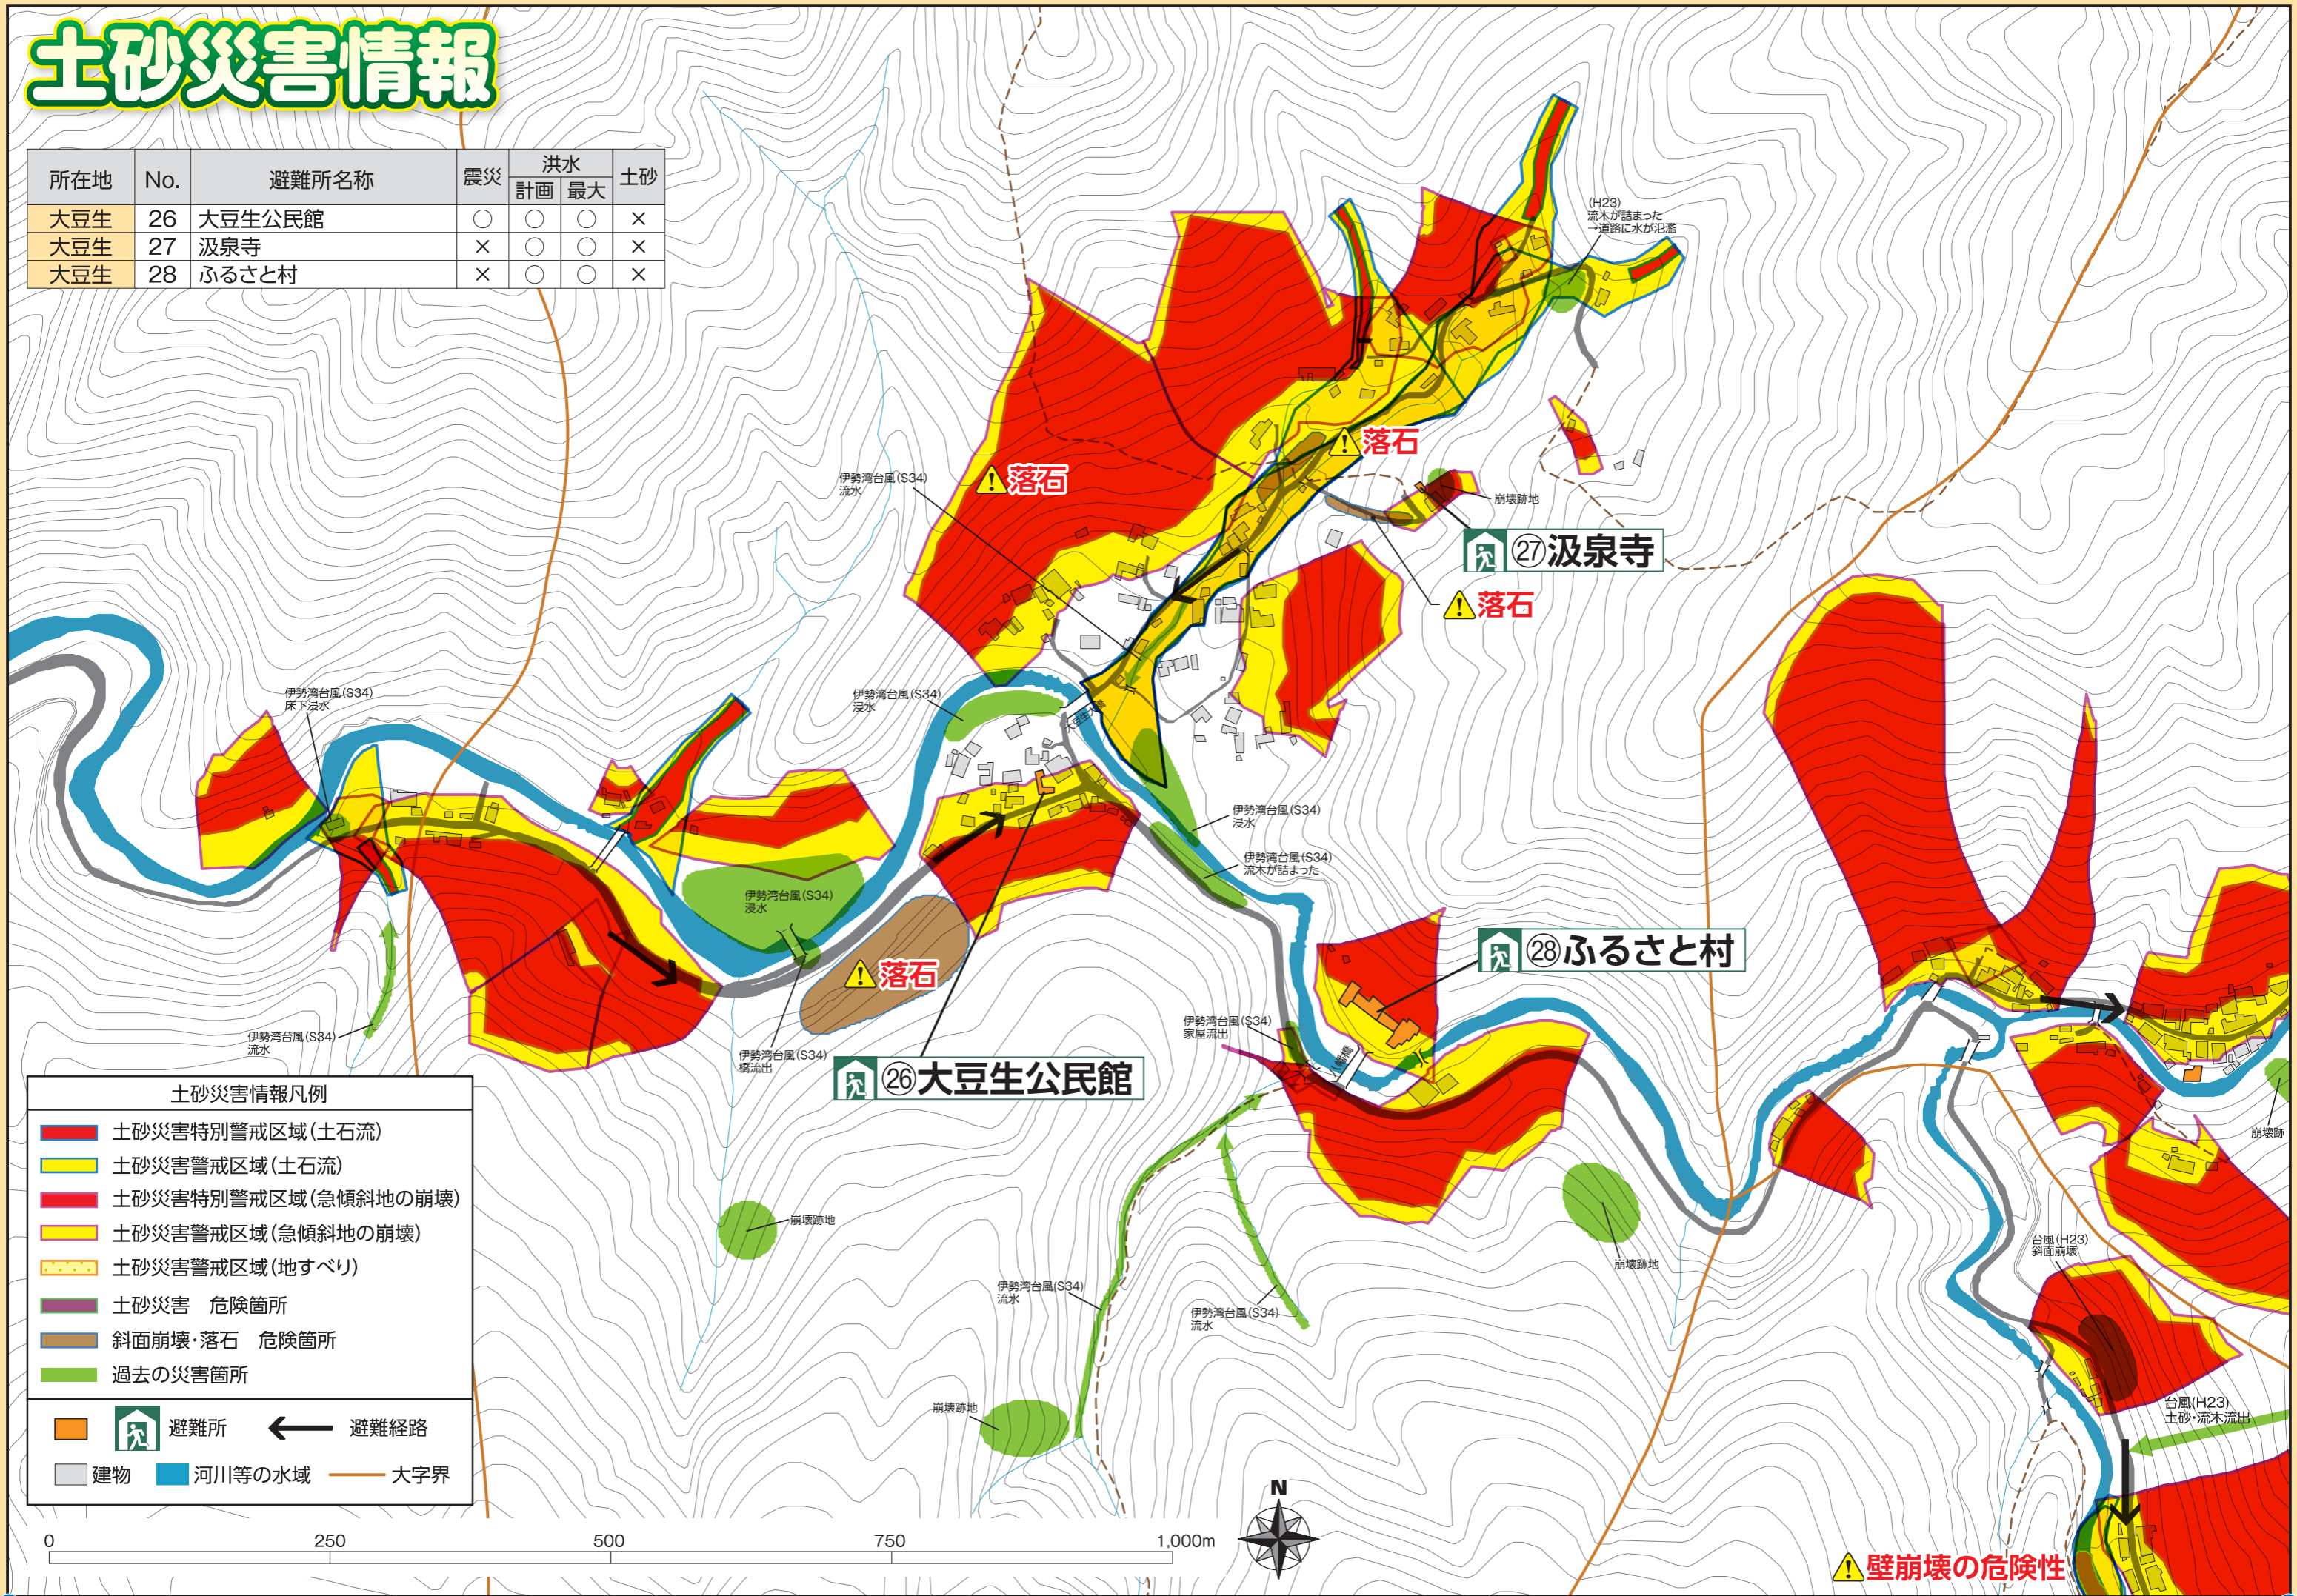 土砂災害情報
所在地 No. 避難所名称 震災 洪水 土砂
計画 最大
大豆生 26 大豆生公民館 ○ ○ ○ ×
大豆生 27 汲泉寺 × ○ ○ ×
大豆生 28 ふるさと村 × ○ ○ ×
(H23)
流木が詰まった
→道路に水が氾濫
落石
伊勢湾台風(S34)
流水
落石
崩壊跡地
㉗汲泉寺
落石
伊勢湾台風(S34)
床下浸水
伊勢湾台風(S34)
浸水
伊勢湾台風(S34)
浸水
伊勢湾台風(S34)
流木が詰まった
伊勢湾台風(S34)
浸水
落石
㉘ふるさと村
伊勢湾台風(S34)
家屋流出
八幡橋
伊勢湾台風(S34)
流水
伊勢湾台風(S34)
橋流出
㉖大豆生公民館
崩壊跡
崩壊跡地
崩壊跡地
台風(H23)
斜面崩壊
伊勢湾台風(S34)
流水
伊勢湾台風(S34)
流水
崩壊跡地
台風(H23)
土砂・流木流出
壁崩壊の危険性
土砂災害情報凡例
土砂災害特別警戒区域(土石流)
土砂災害警戒区域(土石流)
土砂災害特別警戒区域(急傾斜地の崩壊)
土砂災害警戒区域(急傾斜地の崩壊)
土砂災害警戒区域(地すべり)
土砂災害 危険箇所
斜面崩壊・落石 危険箇所
過去の災害箇所
避難所 避難経路
建物 河川等の水域 大字界
0 250 500 750 1,000m
N